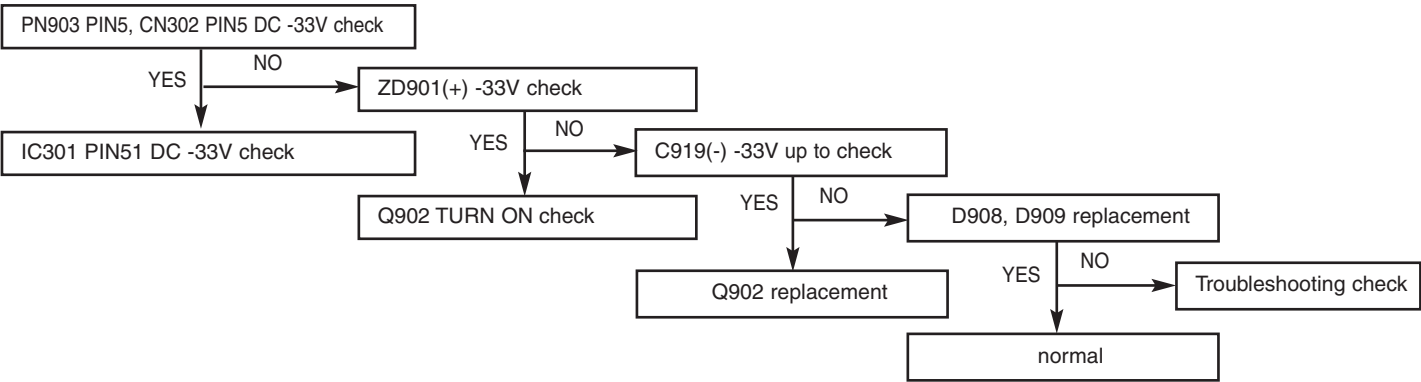 PN903 PIN5, CN302 PIN5 DC -33V check
YES
NO
ZD901(+) -33V check
IC301 PIN51 DC -33V check
YES
NO
C919(-) -33V up to check
Q902 TURN ON check
YES
NO
D908, D909 replacement
Q902 replacement
YES
NO
Troubleshooting check
normal